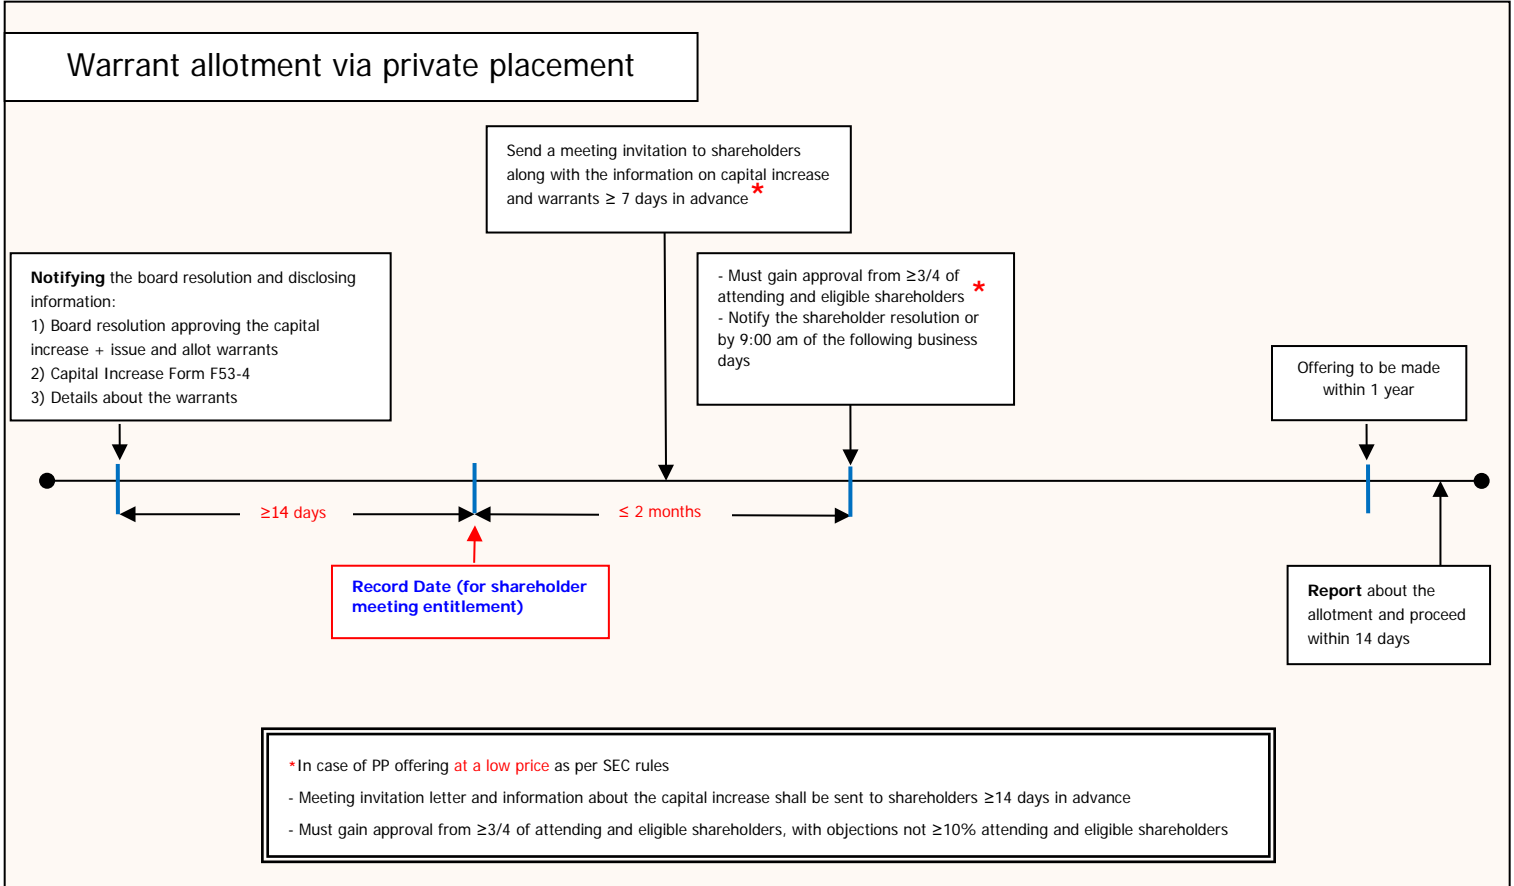 Warrant allotment via private placement
Send a meeting invitation to shareholders
along with the information on capital increase
and warrants ≥ 7 days in advance*
Notifying the board resolution and disclosing
information:
1) Board resolution approving the capital
increase + issue and allot warrants
2) Capital Increase Form F53-4
3) Details about the warrants
- Must gain approval from ≥3/4 of
attending and eligible shareholders *
- Notify the shareholder resolution or
by 9:00 am of the following business
days
Offering to be made
within 1 year
≥14 days
≤ 2 months
Record Date (for shareholder
meeting entitlement)
Report about the
allotment and proceed
within 14 days
*In case of PP offering at a low price as per SEC rules
- Meeting invitation letter and information about the capital increase shall be sent to shareholders ≥14 days in advance
- Must gain approval from ≥3/4 of attending and eligible shareholders, with objections not ≥10% attending and eligible shareholders